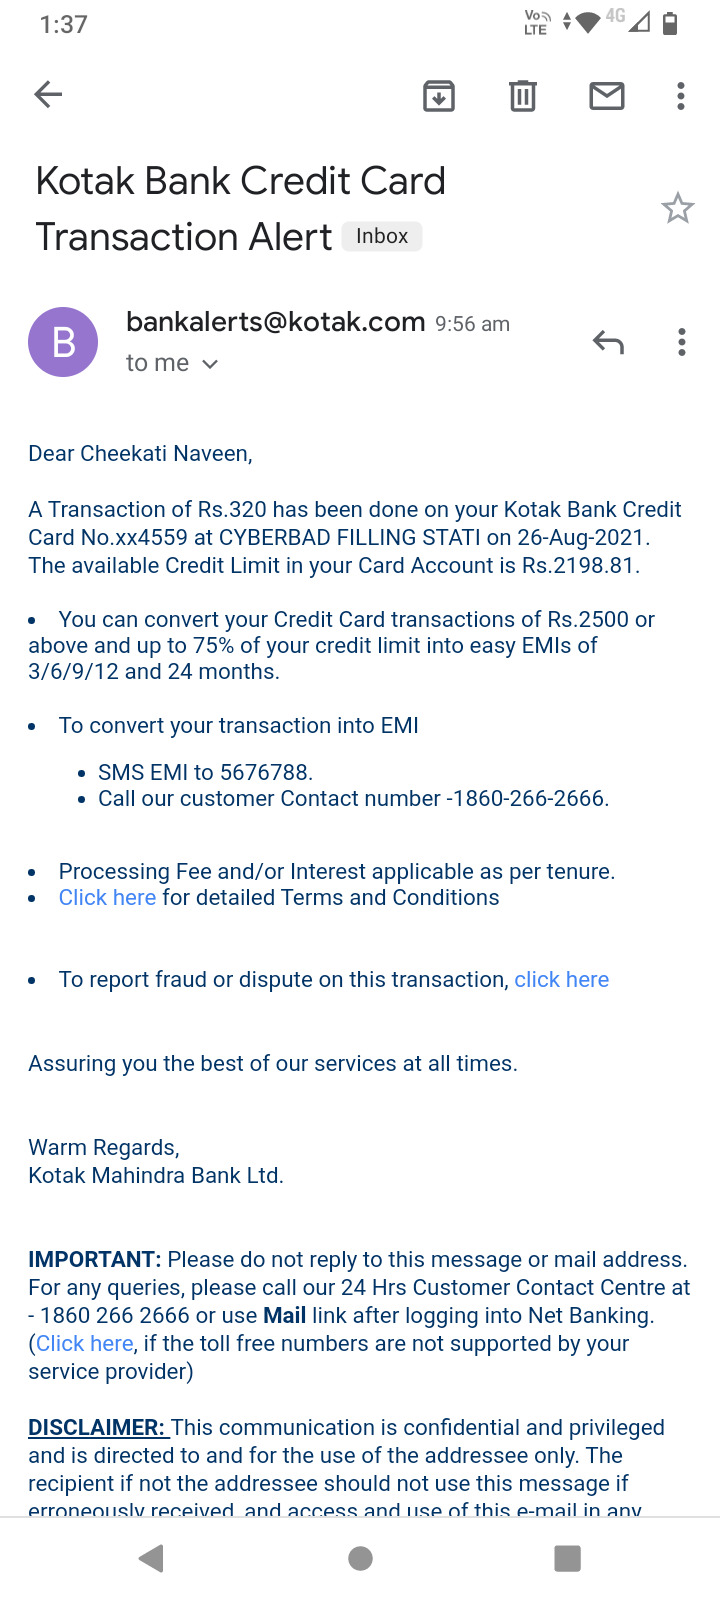 1:37
Vo LTE 4G
Kotak Bank Credit Card
Transaction Alert Inbox
B
bankalerts@kotak.com 9:56 am
to me
Dear Cheekati Naveen,
A Transaction of Rs.320 has been done on your Kotak Bank Credit
Card No.xx4559 at CYBERBAD FILLING STATI on 26-Aug-2021.
The available Credit Limit in your Card Account is Rs.2198.81.
• You can convert your Credit Card transactions of Rs.2500 or
above and up to 75% of your credit limit into easy EMIs of
3/6/9/12 and 24 months.
• To convert your transaction into EMI
• SMS EMI to 5676788.
• Call our customer Contact number -1860-266-2666.
• Processing Fee and/or Interest applicable as per tenure.
• Click here for detailed Terms and Conditions
• To report fraud or dispute on this transaction, click here
Assuring you the best of our services at all times.
Warm Regards,
Kotak Mahindra Bank Ltd.
IMPORTANT: Please do not reply to this message or mail address.
For any queries, please call our 24 Hrs Customer Contact Centre at
- 1860 266 2666 or use Mail link after logging into Net Banking.
(Click here, if the toll free numbers are not supported by your
service provider)
DISCLAIMER: This communication is confidential and privileged
and is directed to and for the use of the addressee only. The
recipient if not the addressee should not use this message if
erroneously received, and access and use of this e-mail in any